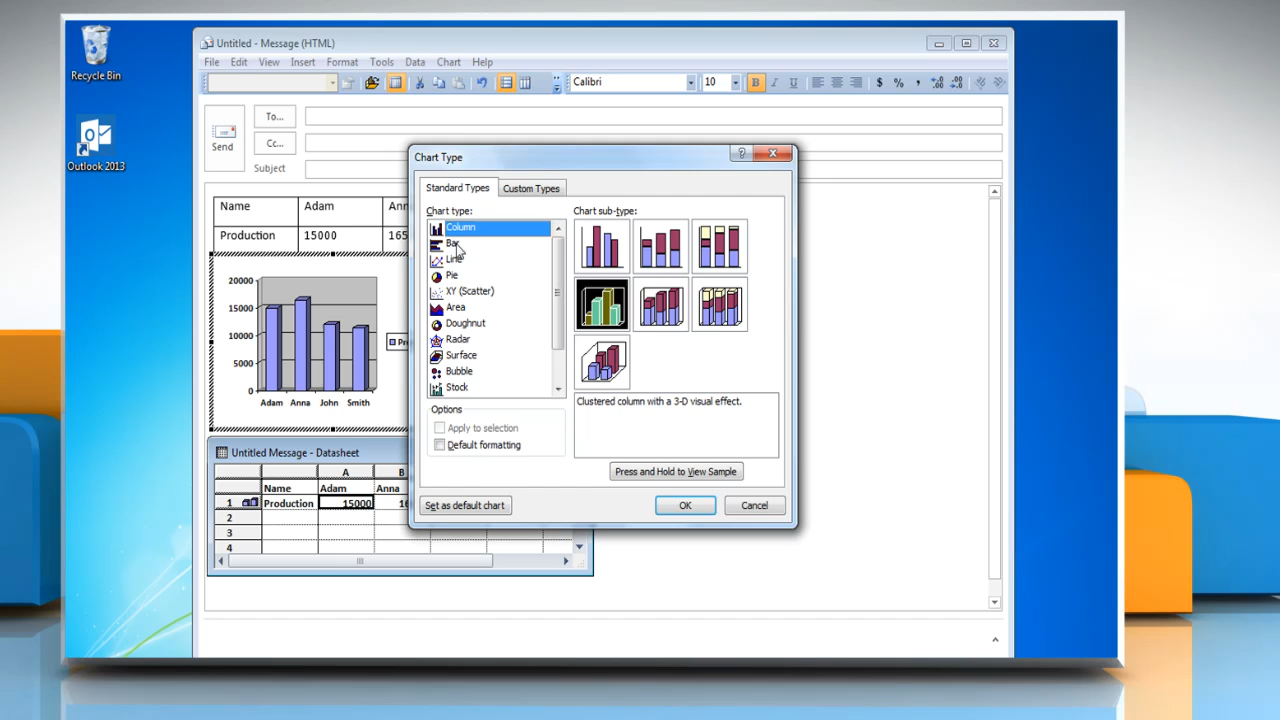 Recycle Bin
Outlook 2013
Untitled - Message (HTML)
File Edit View Insert Format Tools Data Chart Help
Calibri 10 B I U $ %
Send
To...
Cc...
Subject
Name Adam
Production 15000
20000
15000
10000
5000
0
Adam Anna John Smith
Untitled Message - Datasheet
A B
Name Adam Anna
1 Production 15000
2
3
4
Chart Type
Standard Types Custom Types
Chart type:
Column
Bar
Line
Pie
XY (Scatter)
Area
Doughnut
Radar
Surface
Bubble
Stock
Options
Apply to selection
Default formatting
Chart sub-type:
Clustered column with a 3-D visual effect.
Press and Hold to View Sample
Set as default chart OK Cancel